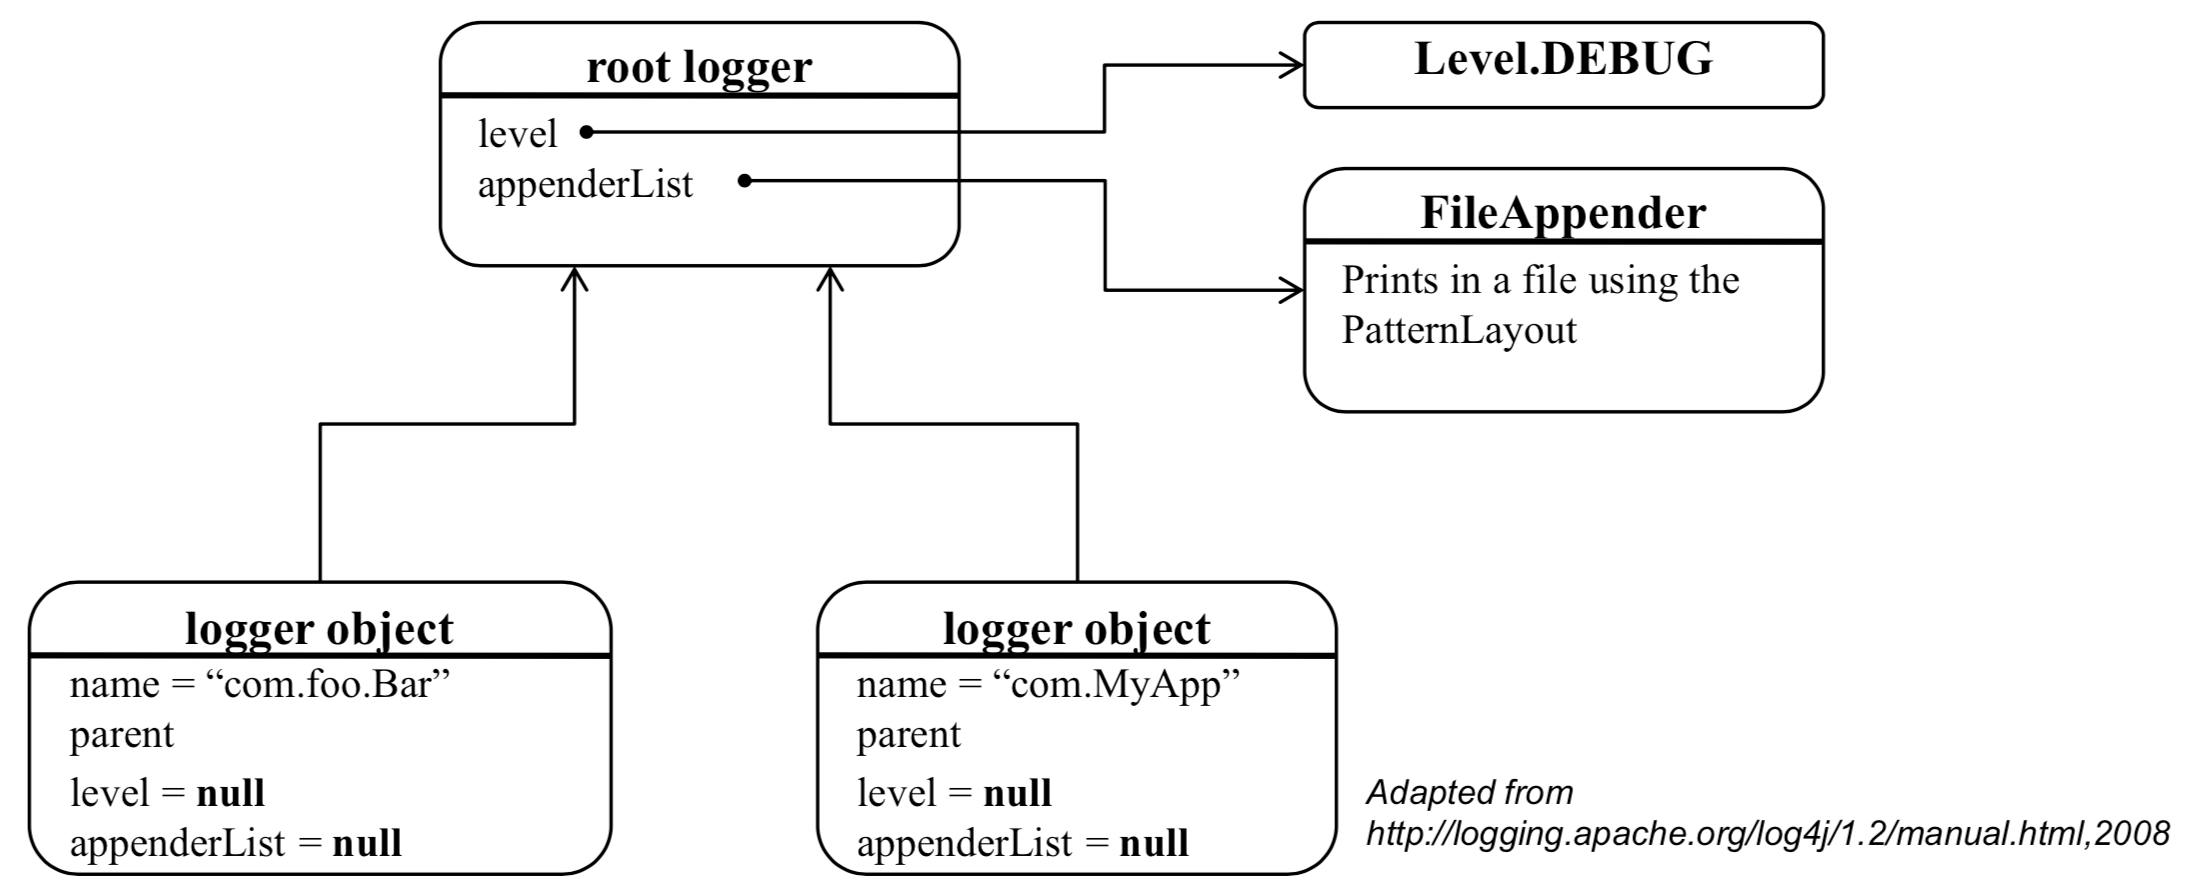 root logger
level
appenderList
Level.DEBUG
FileAppender
Prints in a file using the
PatternLayout
logger object
name = “com.foo.Bar”
parent
level = null
appenderList = null
logger object
name = “com.MyApp”
parent
level = null
appenderList = null
Adapted from
http://logging.apache.org/log4j/1.2/manual.html,2008